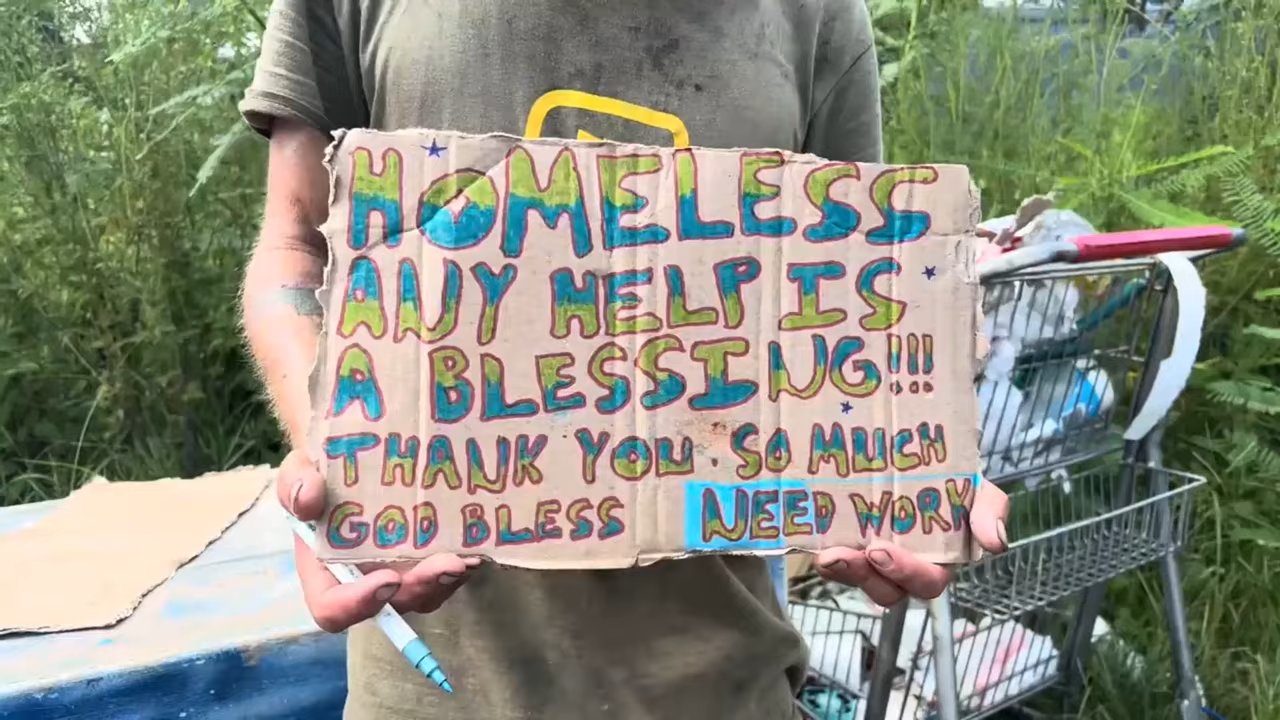 HOMELESS
ANY HELP IS
A BLESSING!!!
THANK YOU SO MUCH
GOD BLESS NEED WORK